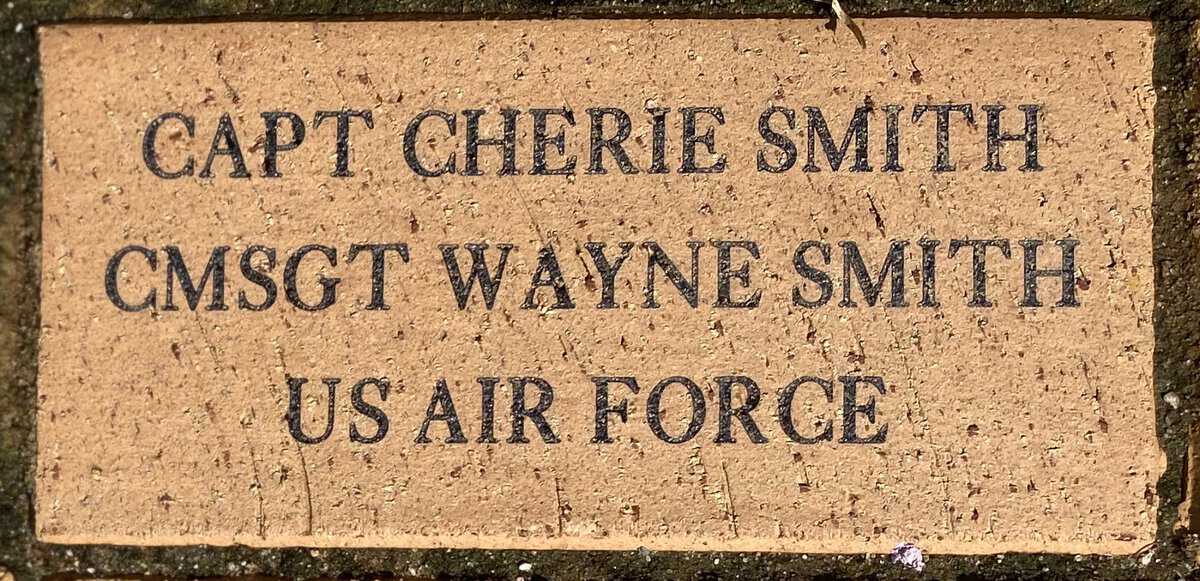 CAPT CHERIE SMITH
CMSGT WAYNE SMITH
US AIR FORCE